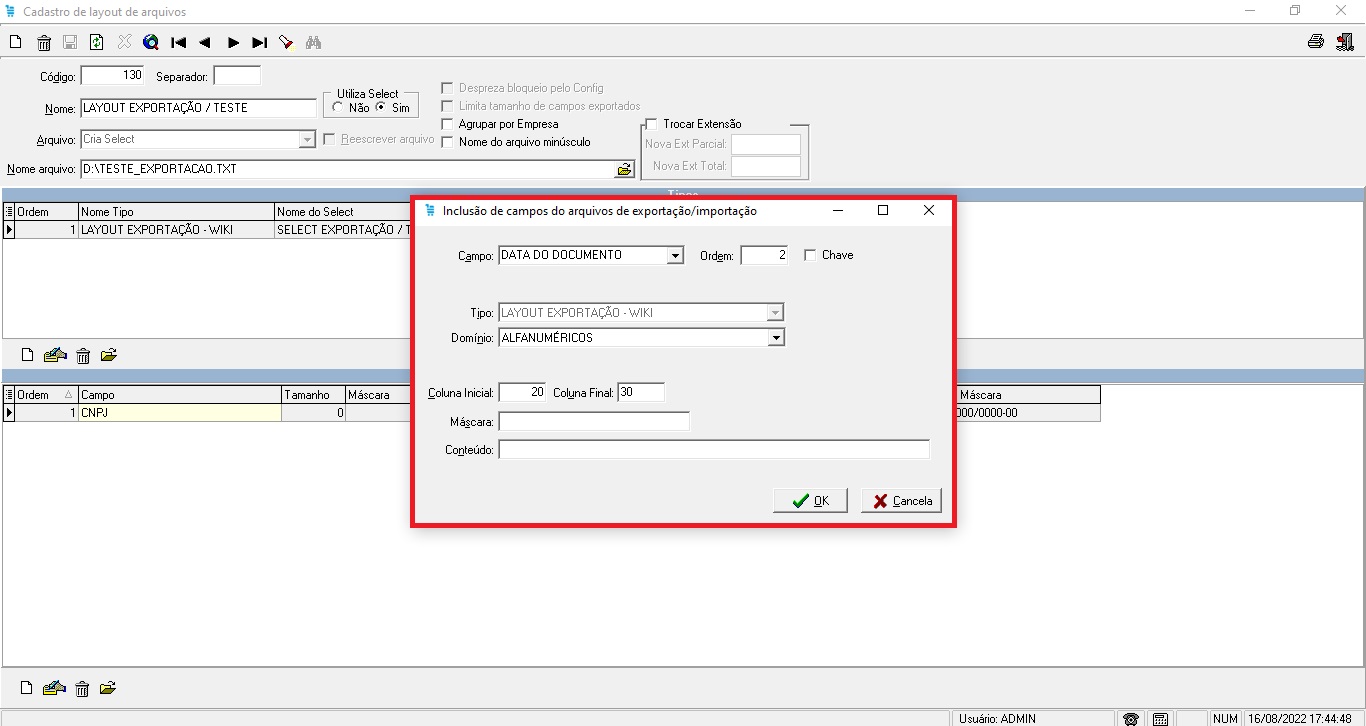 Cadastro de layout de arquivos
Código: 130 Separador:
Nome: LAYOUT EXPORTAÇÃO / TESTE
Utiliza Select
Não Sim
Despreza bloqueio pelo Config
Limita tamanho de campos exportados
Agrupar por Empresa
Nome do arquivo minúsculo
Arquivo: Cria Select Reescrever arquivo
Trocar Extensão
Nova Ext Parcial:
Nova Ext Total:
Nome arquivo: D:\TESTE_EXPORTACAO.TXT
Ordem Nome Tipo Nome do Select
1 LAYOUT EXPORTAÇÃO - WIKI SELECT EXPORTAÇÃO / T
Inclusão de campos do arquivos de exportação/importação
Campo: DATA DO DOCUMENTO Ordem: 2 Chave
Tipo: LAYOUT EXPORTAÇÃO - WIKI
Domínio: ALFANUMÉRICOS
Coluna Inicial: 20 Coluna Final: 30
Máscara:
Conteúdo:
OK Cancela
Ordem Campo Tamanho Máscara Máscara
1 CNPJ 0 000/0000-00
Usuário: ADMIN NUM 16/08/2022 17:44:48